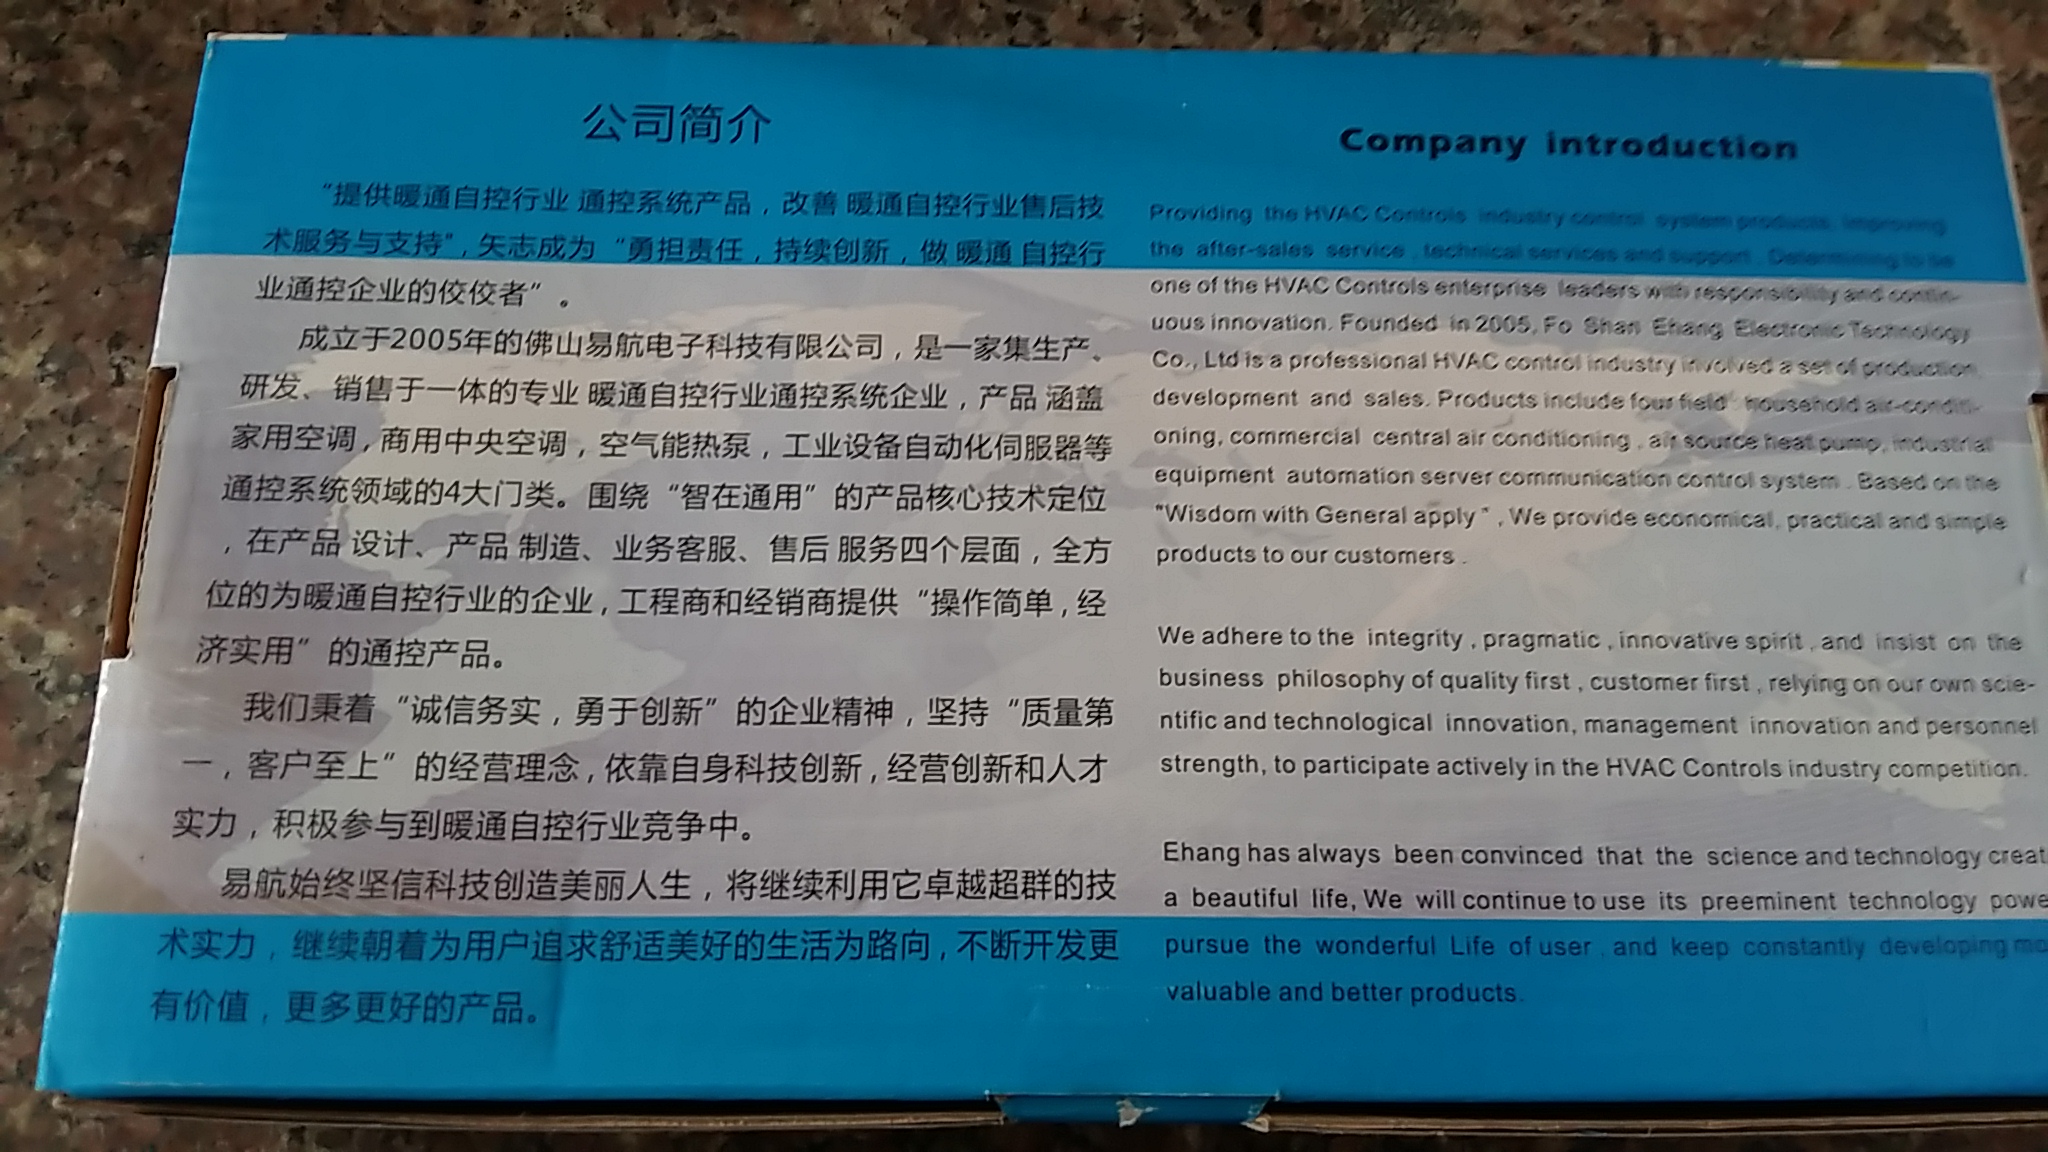 公司简介
“提供暖通自控行业 通控系统产品，改善 暖通自控行业售后技
术服务与支持”，矢志成为“勇担责任，持续创新，做 暖通 自控行
业通控企业的佼佼者”。
成立于2005年的佛山易航电子科技有限公司，是一家集生产、
研发、销售于一体的专业 暖通自控行业通控系统企业，产品 涵盖
家用空调，商用中央空调，空气能热泵，工业设备自动化伺服器等
通控系统领域的4大门类。围绕“智在通用”的产品核心技术定位
，在产品 设计、产品 制造、业务客服、售后 服务四个层面，全方
位的为暖通自控行业的企业，工程商和经销商提供“操作简单，经
济实用”的通控产品。
我们秉着“诚信务实，勇于创新”的企业精神，坚持“质量第
一，客户至上”的经营理念，依靠自身科技创新，经营创新和人才
实力，积极参与到暖通自控行业竞争中。
易航始终坚信科技创造美丽人生，将继续利用它卓越超群的技
术实力，继续朝着为用户追求舒适美好的生活为路向，不断开发更
有价值，更多更好的产品。
Company introduction
Providing the HVAC Controls industry control system products, improving
the after-sales service, technical services and support. Determining to be
one of the HVAC Controls enterprise leaders with responsibility and contin-
uous innovation. Founded in 2005, Fo Shan Ehang Electronic Technology
Co., Ltd is a professional HVAC control industry involved a set of production,
development and sales. Products include four field: household air-conditi-
oning, commercial central air conditioning, air source heat pump, industrial
equipment automation server communication control system. Based on the
"Wisdom with General apply", We provide economical, practical and simple
products to our customers.
We adhere to the integrity, pragmatic, innovative spirit, and insist on the
business philosophy of quality first, customer first, relying on our own scie-
ntific and technological innovation, management innovation and personnel
strength, to participate actively in the HVAC Controls industry competition.
Ehang has always been convinced that the science and technology creat
a beautiful life, We will continue to use its preeminent technology powe
pursue the wonderful Life of user, and keep constantly developing mo
valuable and better products.